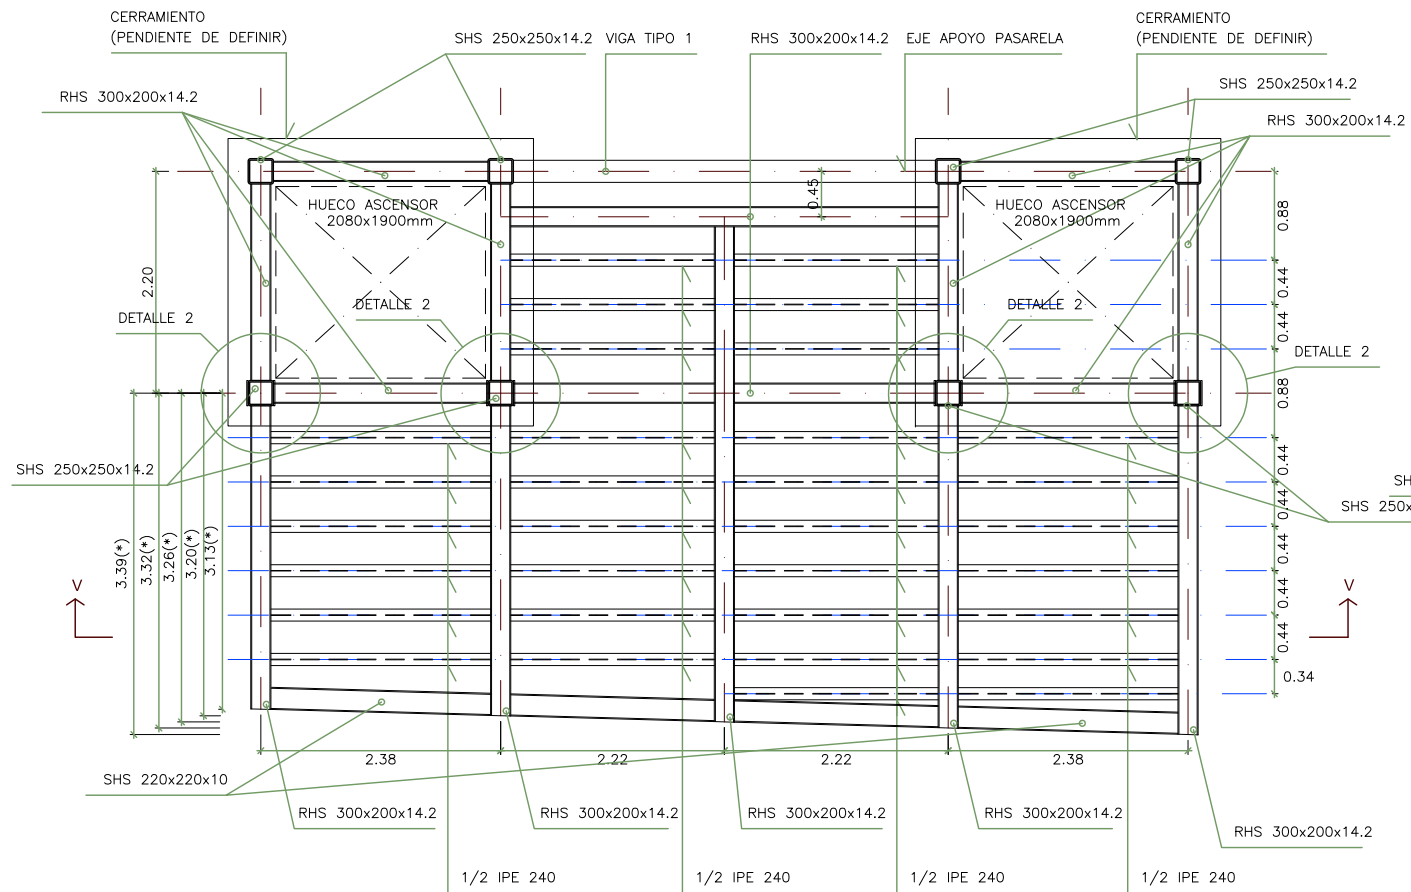 CERRAMIENTO
(PENDIENTE DE DEFINIR)
SHS 250x250x14.2
VIGA TIPO 1
RHS 300x200x14.2
EJE APOYO PASARELA
CERRAMIENTO
(PENDIENTE DE DEFINIR)
RHS 300x200x14.2
SHS 250x250x14.2
RHS 300x200x14.2
HUECO ASCENSOR
2080x1900mm
0.45
HUECO ASCENSOR
2080x1900mm
0.88
2.20
0.44
DETALLE 2
DETALLE 2
DETALLE 2
0.44
DETALLE 2
0.88
SHS 250x250x14.2
0.44
SH
SHS 250x
0.44
3.39(*)
3.32(*)
3.26(*)
3.20(*)
3.13(*)
0.44
V
V
0.44
0.44
0.34
2.38
2.22
2.22
2.38
SHS 220x220x10
RHS 300x200x14.2
RHS 300x200x14.2
RHS 300x200x14.2
RHS 300x200x14.2
RHS 300x200x14.2
1/2 IPE 240
1/2 IPE 240
1/2 IPE 240
1/2 IPE 240